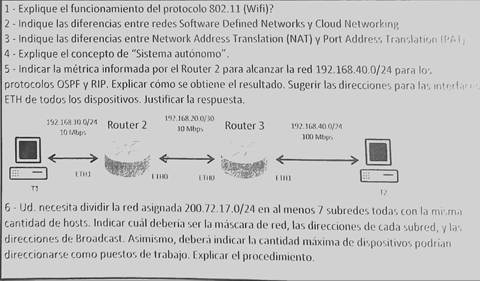 1 - Explique el funcionamiento del protocolo 802.11 (Wifi)?
2 - Indique las diferencias entre redes Software Defined Networks y Cloud Networking
3 - Indique las diferencias entre Network Address Translation (NAT) y Port Address Translation (PAT)
4 - Explique el concepto de “Sistema autónomo”.
5 - Indicar la métrica informada por el Router 2 para alcanzar la red 192.168.40.0/24 para los
protocolos OSPF y RIP. Explicar cómo se obtiene el resultado. Sugerir las direcciones para las interfaces
ETH de todos los dispositivos. Justificar la respuesta.
192.168.10.0/24
10 Mbps
Router 2
192.168.20.0/30
10 Mbps
Router 3
192.168.40.0/24
100 Mbps
ETH1
ETH0
ETH0
ETH1
T1
T2
6 - Ud. necesita dividir la red asignada 200.72.17.0/24 en al menos 7 subredes todas con la misma
cantidad de hosts. Indicar cuál debería ser la máscara de red, las direcciones de cada subred, y las
direcciones de Broadcast. Asimismo, deberá indicar la cantidad máxima de dispositivos podrían
direccionarse como puestos de trabajo. Explicar el procedimiento.